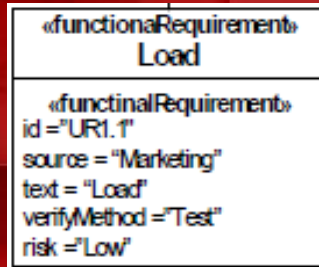 «functionaRequirement»
Load
«functinalRequirement»
id ="UR1.1"
source = “Marketing”
text = “Load”
verifyMethod =”Test”
risk =”Low”